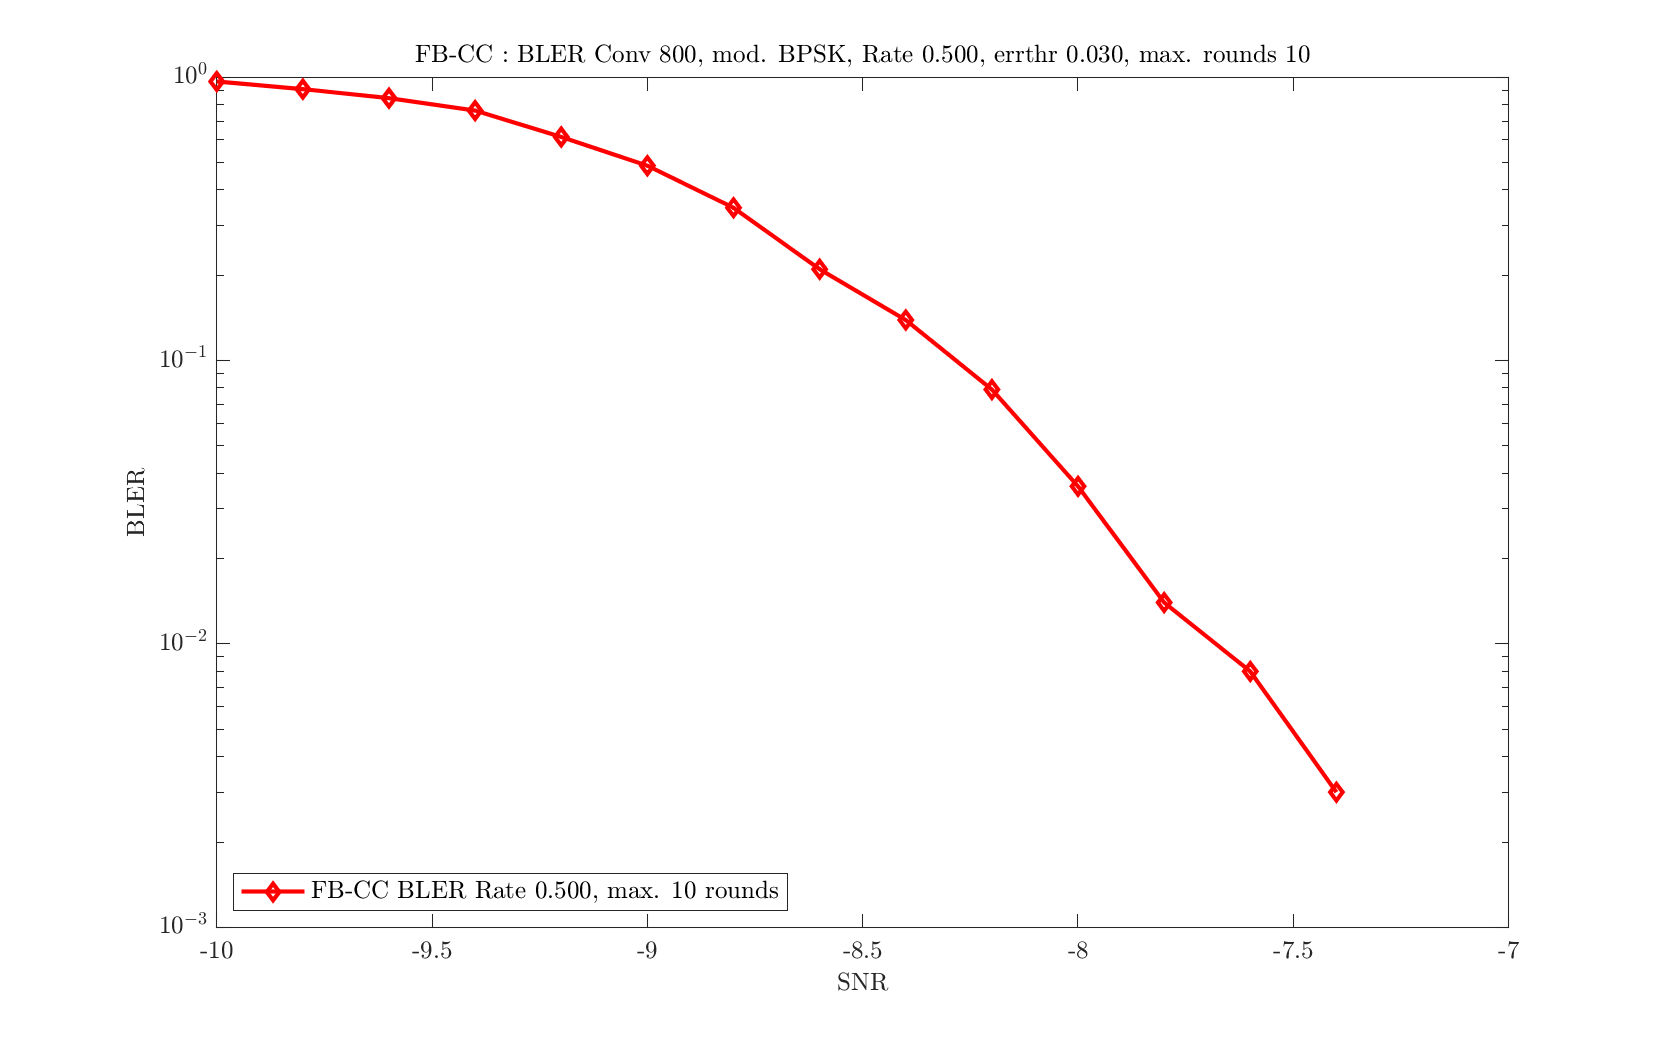 FB-CC : BLER Conv 800, mod. BPSK, Rate 0.500, errthr 0.030, max. rounds 10
10^0
10^-1
10^-2
10^-3
BLER
FB-CC BLER Rate 0.500, max. 10 rounds
-10 -9.5 -9 -8.5 -8 -7.5 -7
SNR